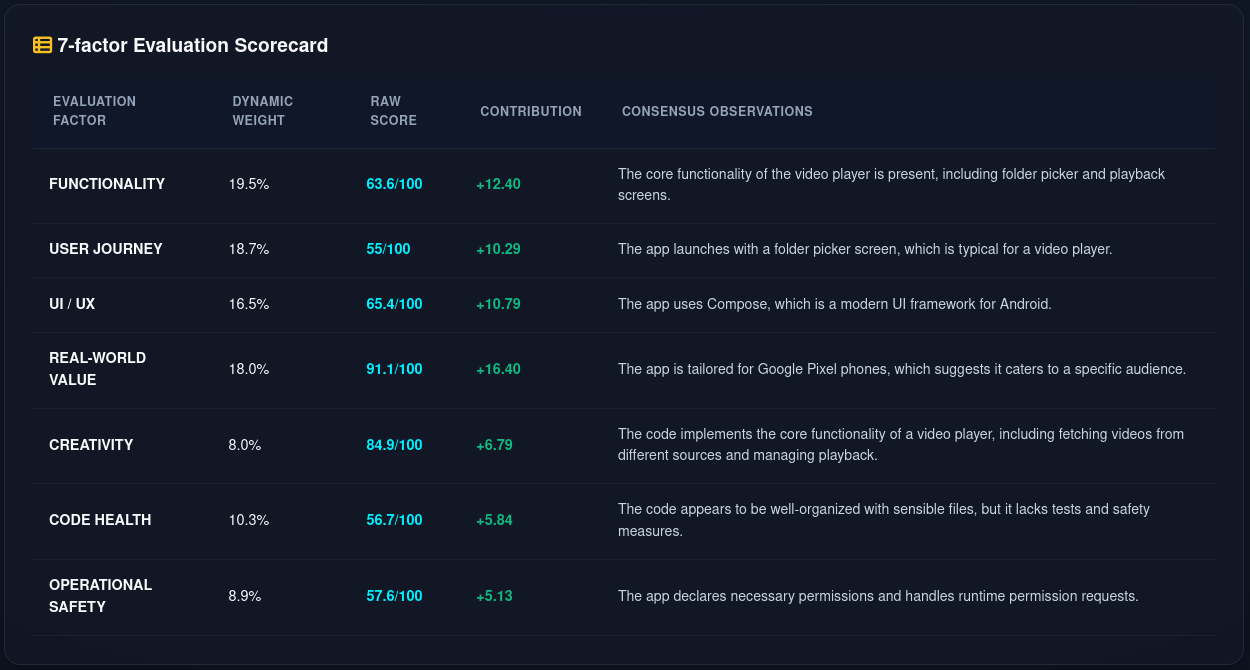 7-factor Evaluation Scorecard
EVALUATION
FACTOR
DYNAMIC
WEIGHT
RAW
SCORE
CONTRIBUTION
CONSENSUS OBSERVATIONS
FUNCTIONALITY
19.5%
63.6/100
+12.40
The core functionality of the video player is present, including folder picker and playback
screens.
USER JOURNEY
18.7%
55/100
+10.29
The app launches with a folder picker screen, which is typical for a video player.
UI / UX
16.5%
65.4/100
+10.79
The app uses Compose, which is a modern UI framework for Android.
REAL-WORLD
VALUE
18.0%
91.1/100
+16.40
The app is tailored for Google Pixel phones, which suggests it caters to a specific audience.
CREATIVITY
8.0%
84.9/100
+6.79
The code implements the core functionality of a video player, including fetching videos from
different sources and managing playback.
CODE HEALTH
10.3%
56.7/100
+5.84
The code appears to be well-organized with sensible files, but it lacks tests and safety
measures.
OPERATIONAL
SAFETY
8.9%
57.6/100
+5.13
The app declares necessary permissions and handles runtime permission requests.